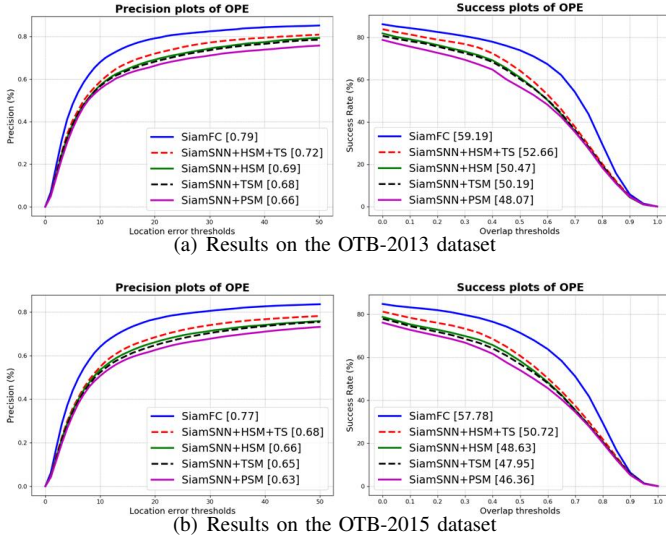 Precision plots of OPE
Precision (%)
0.8
0.6
0.4
0.2
0.0
SiamFC [0.79]
SiamSNN+HSM+TS [0.72]
SiamSNN+HSM [0.69]
SiamSNN+TSM [0.68]
SiamSNN+PSM [0.66]
0 10 20 30 40 50
Location error thresholds
Success plots of OPE
Success Rate (%)
80
60
40
20
0
SiamFC [59.19]
SiamSNN+HSM+TS [52.66]
SiamSNN+HSM [50.47]
SiamSNN+TSM [50.19]
SiamSNN+PSM [48.07]
0.0 0.1 0.2 0.3 0.4 0.5 0.6 0.7 0.8 0.9 1.0
Overlap thresholds
(a) Results on the OTB-2013 dataset
Precision plots of OPE
Precision (%)
0.8
0.6
0.4
0.2
0.0
SiamFC [0.77]
SiamSNN+HSM+TS [0.68]
SiamSNN+HSM [0.66]
SiamSNN+TSM [0.65]
SiamSNN+PSM [0.63]
0 10 20 30 40 50
Location error thresholds
Success plots of OPE
Success Rate (%)
80
60
40
20
0
SiamFC [57.78]
SiamSNN+HSM+TS [50.72]
SiamSNN+HSM [48.63]
SiamSNN+TSM [47.95]
SiamSNN+PSM [46.36]
0.0 0.1 0.2 0.3 0.4 0.5 0.6 0.7 0.8 0.9 1.0
Overlap thresholds
(b) Results on the OTB-2015 dataset